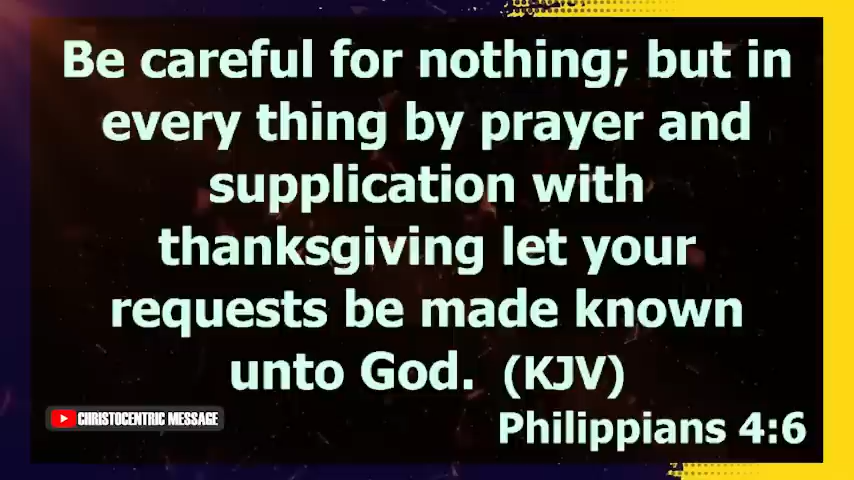 Be careful for nothing; but in
every thing by prayer and
supplication with
thanksgiving let your
requests be made known
unto God. (KJV)
CHRISTOCENTRIC MESSAGE
Philippians 4:6